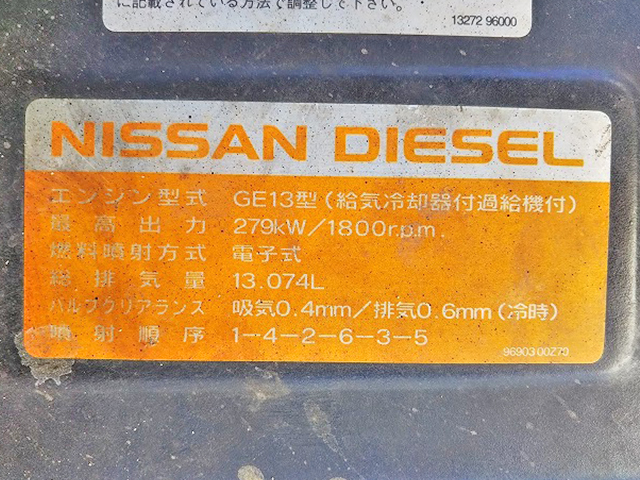 に記載されている方法で調整して下さい。
13272 96000
NISSAN DIESEL
エンジン型式 GE13型(給気冷却器付過給機付)
最高出力 279kW/1800r.p.m.
燃料噴射方式 電子式
総排気量 13.074L
バルブクリアランス 吸気0.4mm/排気0.6mm(冷時)
噴射順序 1-4-2-6-3-5
96903 00Z79